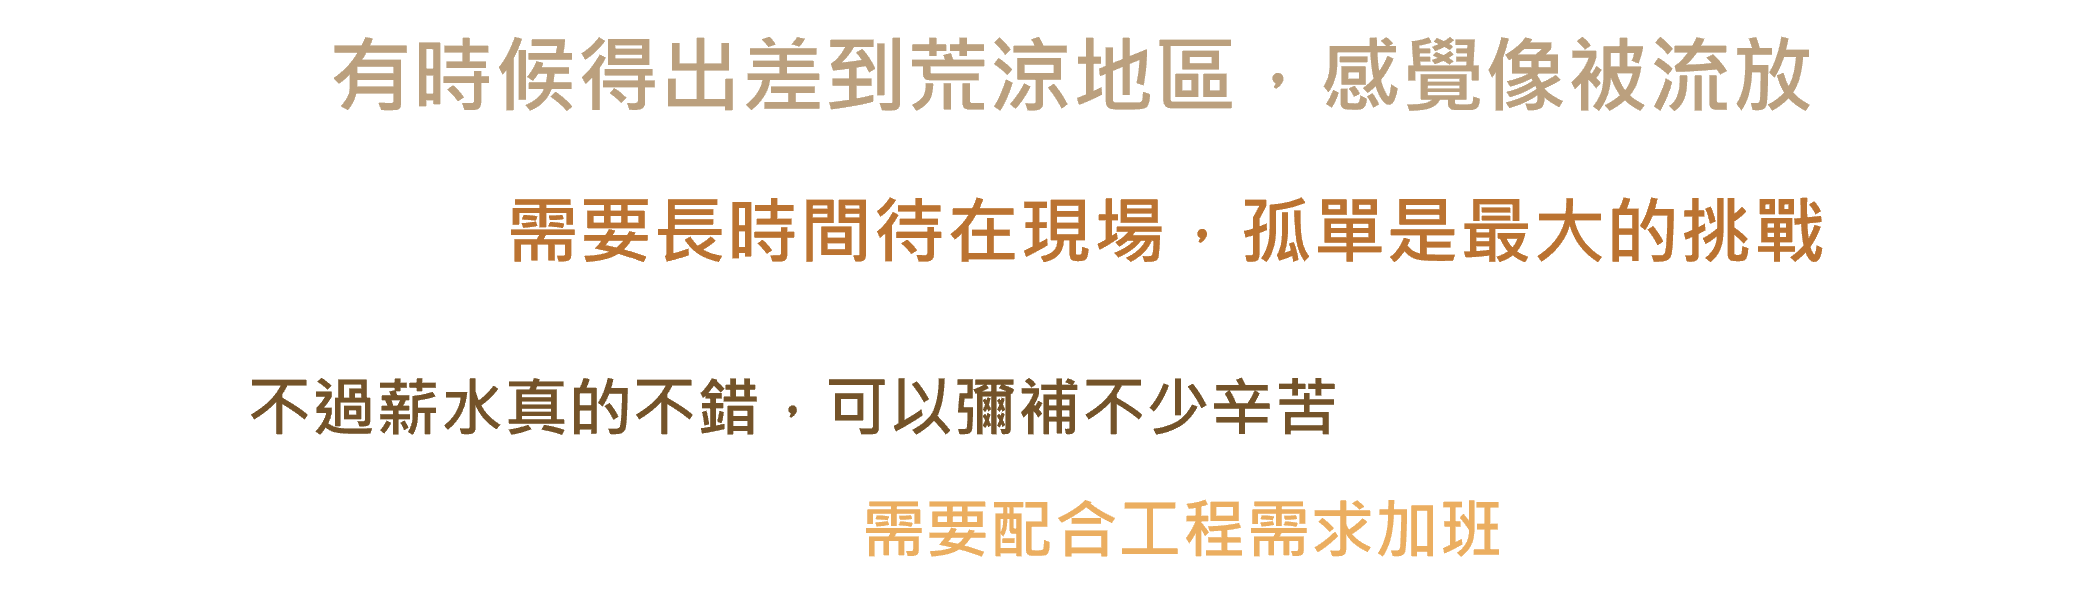 有時候得出差到荒涼地區，感覺像被流放
需要長時間待在現場，孤單是最大的挑戰
不過薪水真的不錯，可以彌補不少辛苦
需要配合工程需求加班